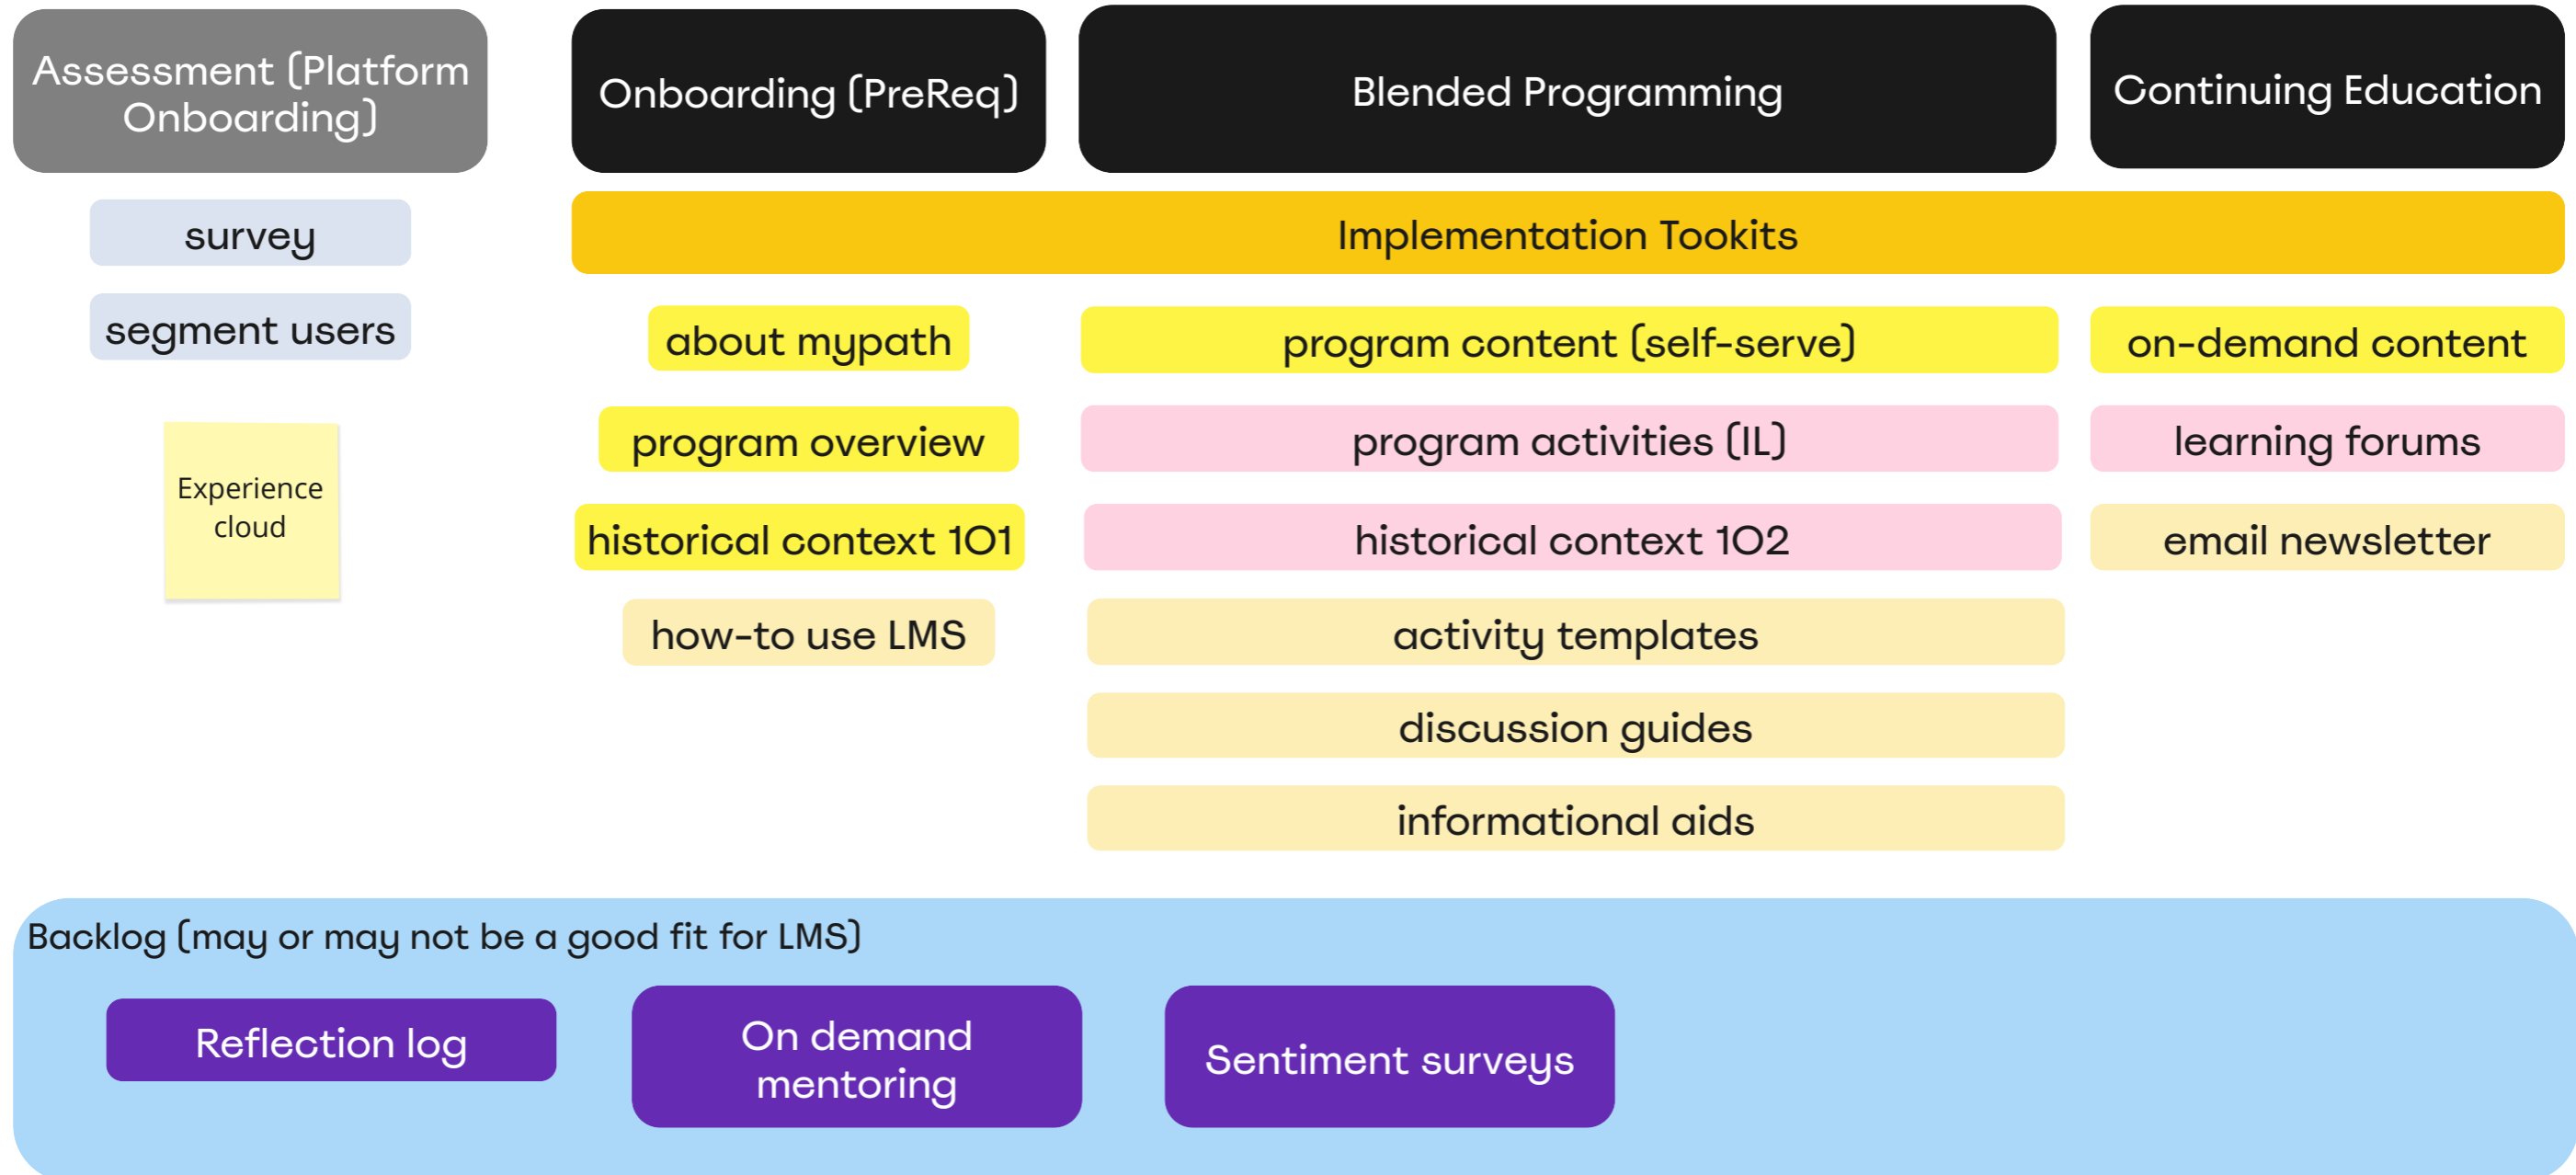 Assessment (Platform
Onboarding)
Onboarding (PreReq)
Blended Programming
Continuing Education
survey
segment users
Experience
cloud
Implementation Tookits
about mypath
program content (self-serve)
on-demand content
program overview
program activities (IL)
learning forums
historical context 101
historical context 102
email newsletter
how-to use LMS
activity templates
discussion guides
informational aids
Backlog (may or may not be a good fit for LMS)
Reflection log
On demand
mentoring
Sentiment surveys